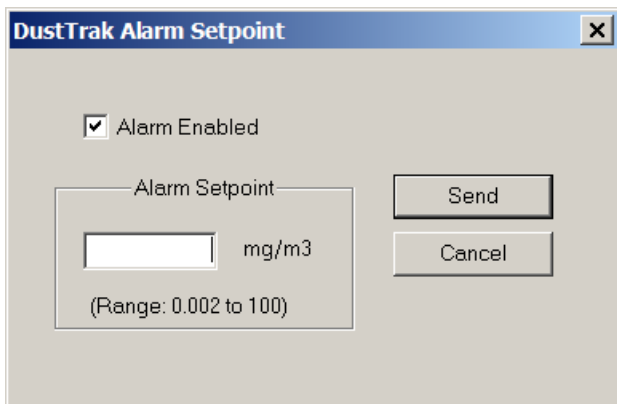 DustTrak Alarm Setpoint
Alarm Enabled
Alarm Setpoint
mg/m3
(Range: 0.002 to 100)
Send
Cancel